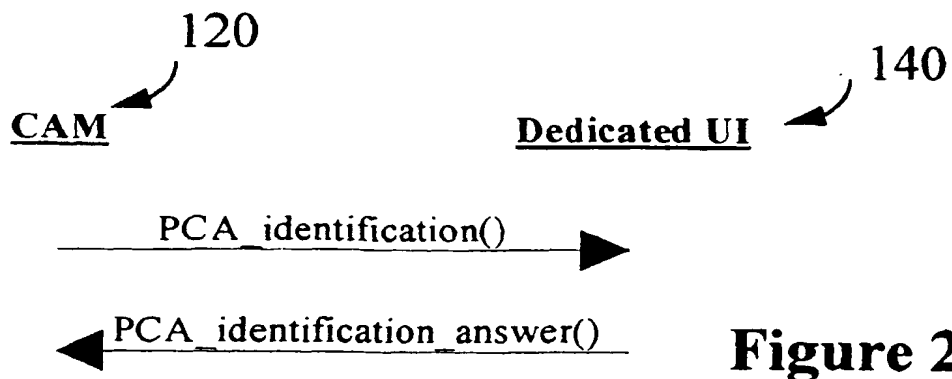 120
140
CAM
Dedicated UI
PCA_identification()
PCA_identification_answer()
Figure 2